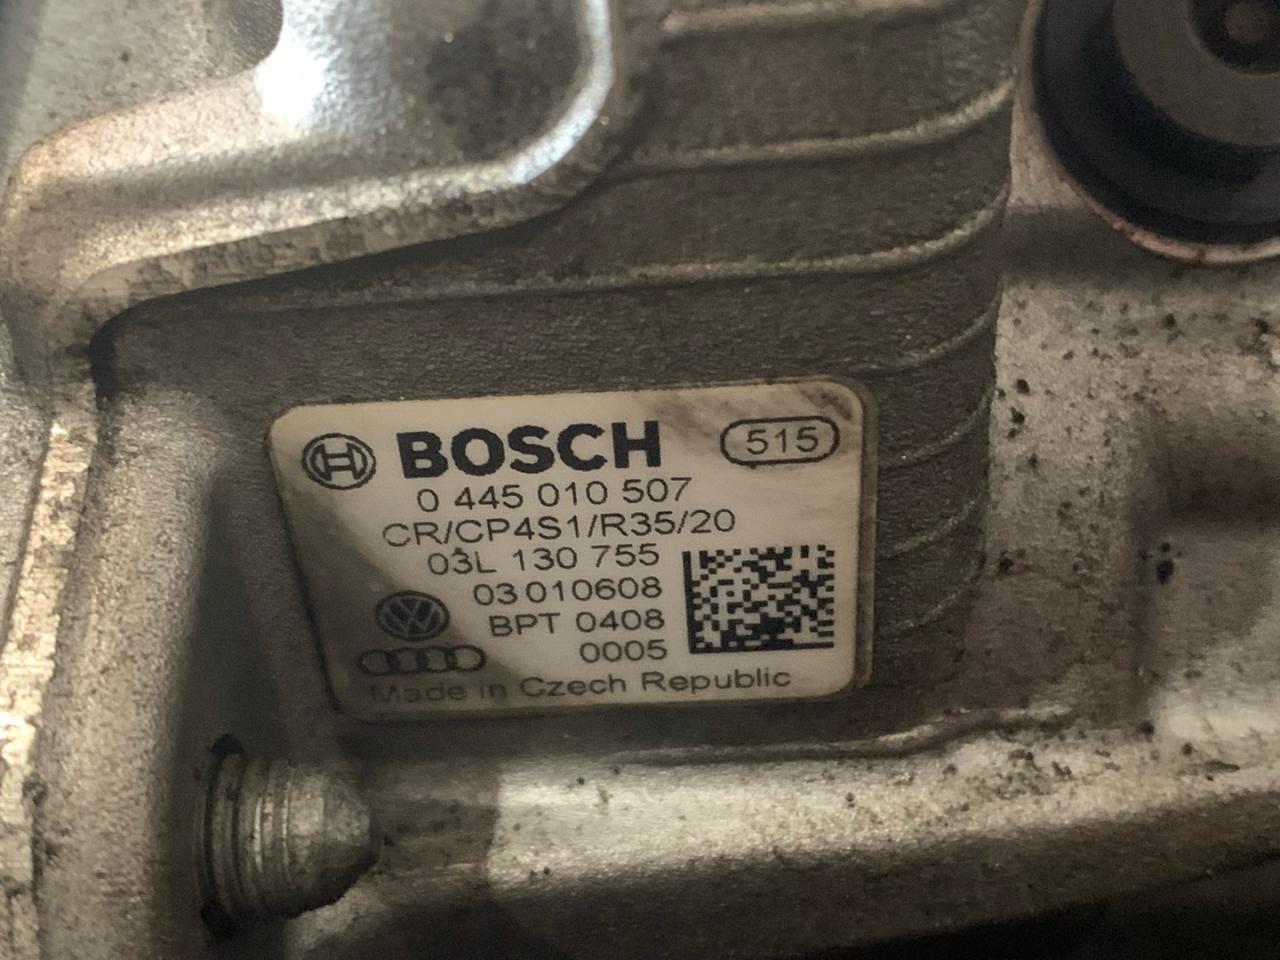 BOSCH 515
0 445 010 507
CR/CP4S1/R35/20
03L 130 755
03 010608
BPT 0408
0005
Made in Czech Republic